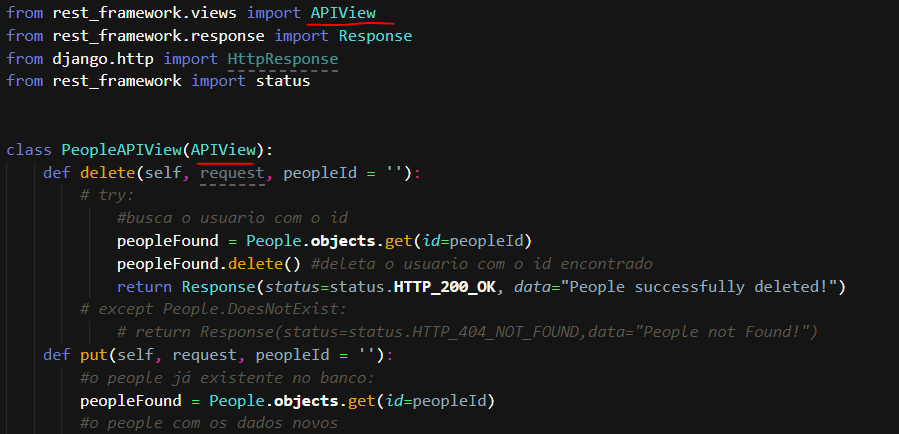 from rest_framework.views import APIView
from rest_framework.response import Response
from django.http import HttpResponse
from rest_framework import status
class PeopleAPIView(APIView):
def delete(self, request, peopleId = ''):
# try:
#busca o usuario com o id
peopleFound = People.objects.get(id=peopleId)
peopleFound.delete() #deleta o usuario com o id encontrado
return Response(status=status.HTTP_200_OK, data="People successfully deleted!")
# except People.DoesNotExist:
# return Response(status=status.HTTP_404_NOT_FOUND,data="People not Found!")
def put(self, request, peopleId = ''):
#o people já existente no banco:
peopleFound = People.objects.get(id=peopleId)
#o people com os dados novos